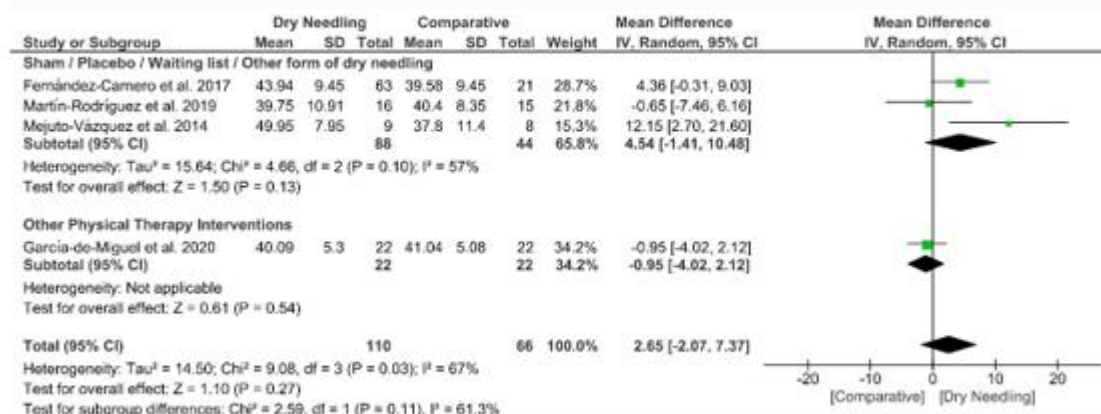 Dry Needling Comparative Mean Difference Mean Difference
Study or Subgroup Mean SD Total Mean SD Total Weight IV, Random, 95% CI IV, Random, 95% CI
Sham / Placebo / Waiting list / Other form of dry needling
Fernández-Carnero et al. 2017 43.94 9.45 63 39.58 9.45 21 28.7% 4.36 [-0.31, 9.03]
Martín-Rodríguez et al. 2019 39.75 10.91 16 40.4 8.35 15 21.8% -0.65 [-7.46, 6.16]
Mejuto-Vázquez et al. 2014 49.95 7.95 9 37.8 11.4 8 15.3% 12.15 [2.70, 21.60]
Subtotal (95% CI) 88 44 65.8% 4.54 [-1.41, 10.48]
Heterogeneity: Tau² = 15.64; Chi² = 4.66, df = 2 (P = 0.10); I² = 57%
Test for overall effect: Z = 1.50 (P = 0.13)
Other Physical Therapy Interventions
García-de-Miguel et al. 2020 40.09 5.3 22 41.04 5.08 22 34.2% -0.95 [-4.02, 2.12]
Subtotal (95% CI) 22 22 34.2% -0.95 [-4.02, 2.12]
Heterogeneity: Not applicable
Test for overall effect: Z = 0.61 (P = 0.54)
Total (95% CI) 110 66 100.0% 2.65 [-2.07, 7.37]
Heterogeneity: Tau² = 14.50; Chi² = 9.08, df = 3 (P = 0.03); I² = 67%
Test for overall effect: Z = 1.10 (P = 0.27)
Test for subgroup differences: Chi² = 2.59, df = 1 (P = 0.11), I² = 61.3%
-20 -10 0 10 20
[Comparative] [Dry Needling]